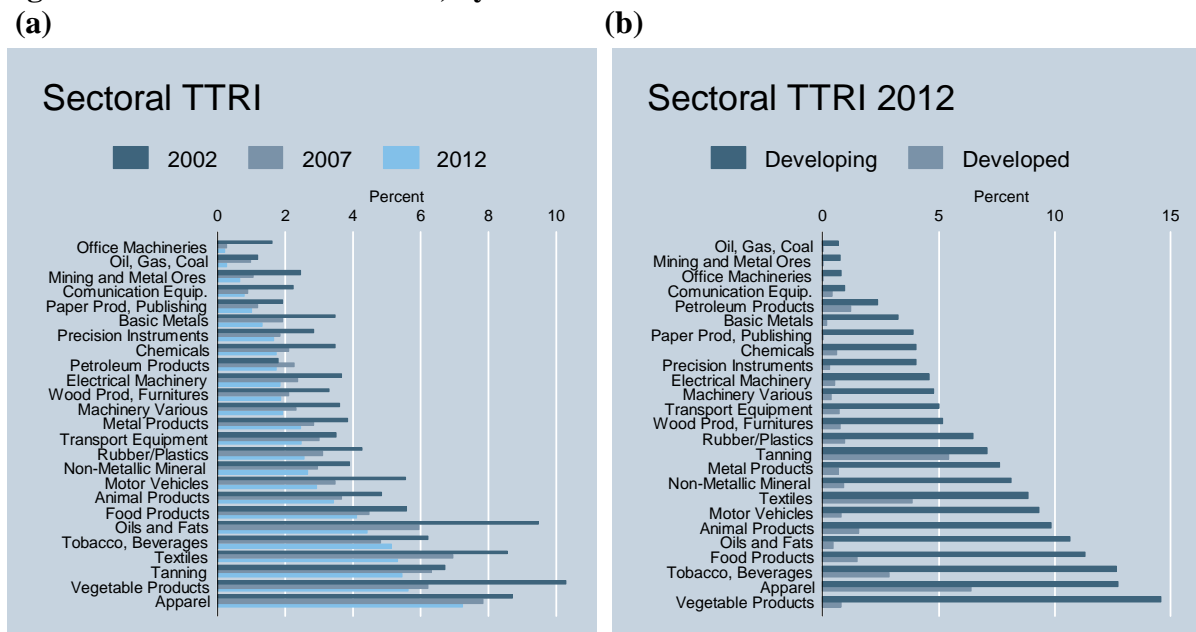 (a)
(b)
Sectoral TTRI
2002 2007 2012
Percent
0 2 4 6 8 10
Office Machineries
Oil, Gas, Coal
Mining and Metal Ores
Comunication Equip.
Paper Prod, Publishing
Basic Metals
Precision Instruments
Chemicals
Petroleum Products
Electrical Machinery
Wood Prod, Furnitures
Machinery Various
Metal Products
Transport Equipment
Rubber/Plastics
Non-Metallic Mineral
Motor Vehicles
Animal Products
Food Products
Oils and Fats
Tobacco, Beverages
Textiles
Tanning
Vegetable Products
Apparel
Sectoral TTRI 2012
Developing Developed
Percent
0 5 10 15
Oil, Gas, Coal
Mining and Metal Ores
Office Machineries
Comunication Equip.
Petroleum Products
Basic Metals
Paper Prod, Publishing
Chemicals
Precision Instruments
Electrical Machinery
Machinery Various
Transport Equipment
Wood Prod, Furnitures
Rubber/Plastics
Tanning
Metal Products
Non-Metallic Mineral
Textiles
Motor Vehicles
Animal Products
Oils and Fats
Food Products
Tobacco, Beverages
Apparel
Vegetable Products